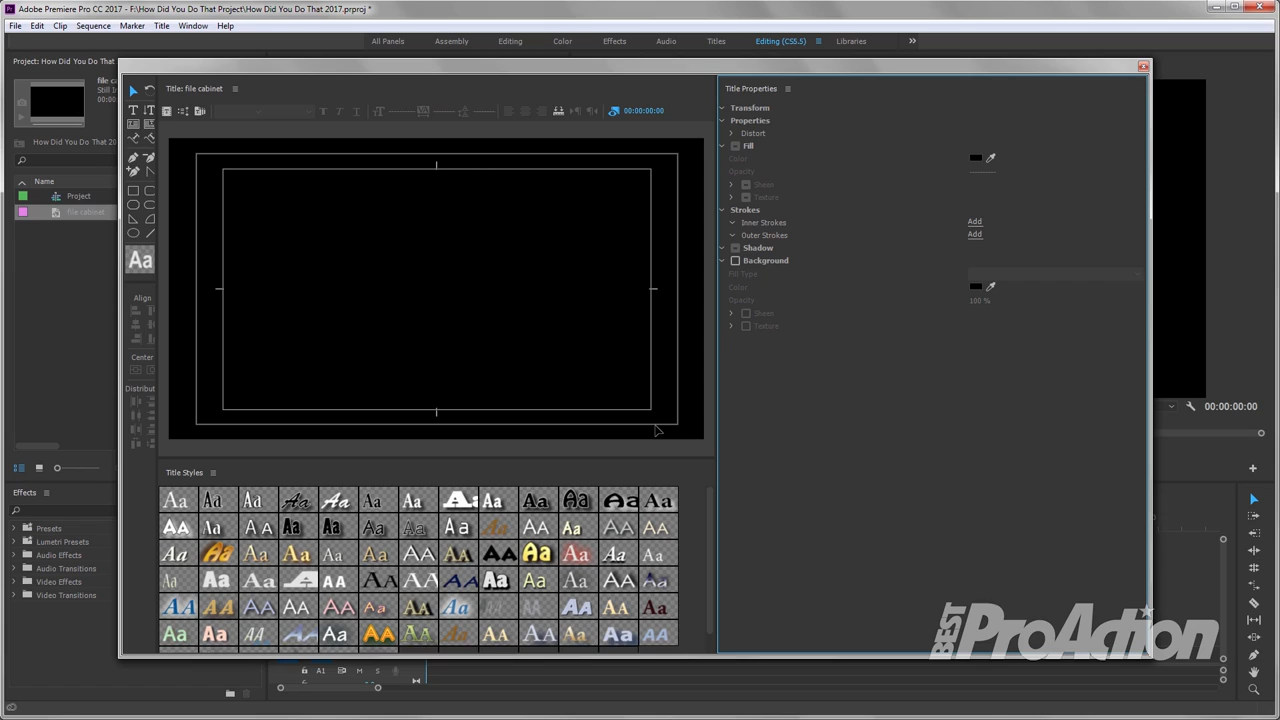 Adobe Premiere Pro CC 2017 - F:\How Did You Do That Project\How Did You Do That 2017.prproj *
File Edit Clip Sequence Marker Title Window Help
All Panels Assembly Editing Color Effects Audio Titles Editing (CS5.5) Libraries
Project: How Did You Do That
file ca
Still Im
00:00
How Did You Do That 20
Name
Project
file cabinet
Effects
Presets
Lumetri Presets
Audio Effects
Audio Transitions
Video Effects
Video Transitions
Title: file cabinet
00:00:00:00
Align
Center
Distribut
Title Styles
Title Properties
Transform
Properties
Distort
Fill
Color
Opacity
Sheen
Texture
Strokes
Inner Strokes Add
Outer Strokes Add
Shadow
Background
Fill Type
Color
Opacity 100 %
Sheen
Texture
00:00:00:00
A1 M S
BEST ProAction